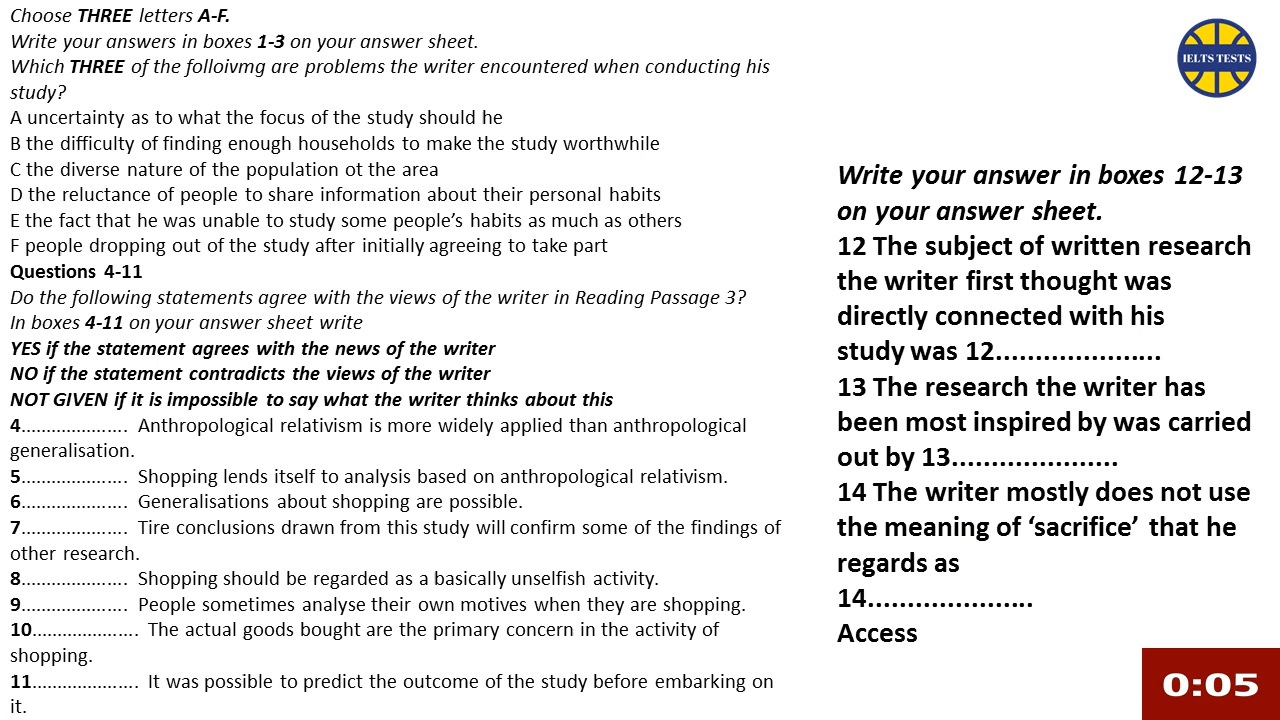 Choose THREE letters A-F.
Write your answers in boxes 1-3 on your answer sheet.
Which THREE of the folloivmg are problems the writer encountered when conducting his
study?
A uncertainty as to what the focus of the study should he
B the difficulty of finding enough households to make the study worthwhile
C the diverse nature of the population ot the area
D the reluctance of people to share information about their personal habits
E the fact that he was unable to study some people’s habits as much as others
F people dropping out of the study after initially agreeing to take part
Questions 4-11
Do the following statements agree with the views of the writer in Reading Passage 3?
In boxes 4-11 on your answer sheet write
YES if the statement agrees with the news of the writer
NO if the statement contradicts the views of the writer
NOT GIVEN if it is impossible to say what the writer thinks about this
4..................... Anthropological relativism is more widely applied than anthropological
generalisation.
5..................... Shopping lends itself to analysis based on anthropological relativism.
6..................... Generalisations about shopping are possible.
7..................... Tire conclusions drawn from this study will confirm some of the findings of
other research.
8..................... Shopping should be regarded as a basically unselfish activity.
9..................... People sometimes analyse their own motives when they are shopping.
10..................... The actual goods bought are the primary concern in the activity of
shopping.
11..................... It was possible to predict the outcome of the study before embarking on
it.
IELTS TESTS
Write your answer in boxes 12-13
on your answer sheet.
12 The subject of written research
the writer first thought was
directly connected with his
study was 12.....................
13 The research the writer has
been most inspired by was carried
out by 13.....................
14 The writer mostly does not use
the meaning of ‘sacrifice’ that he
regards as
14.....................
Access
0:05